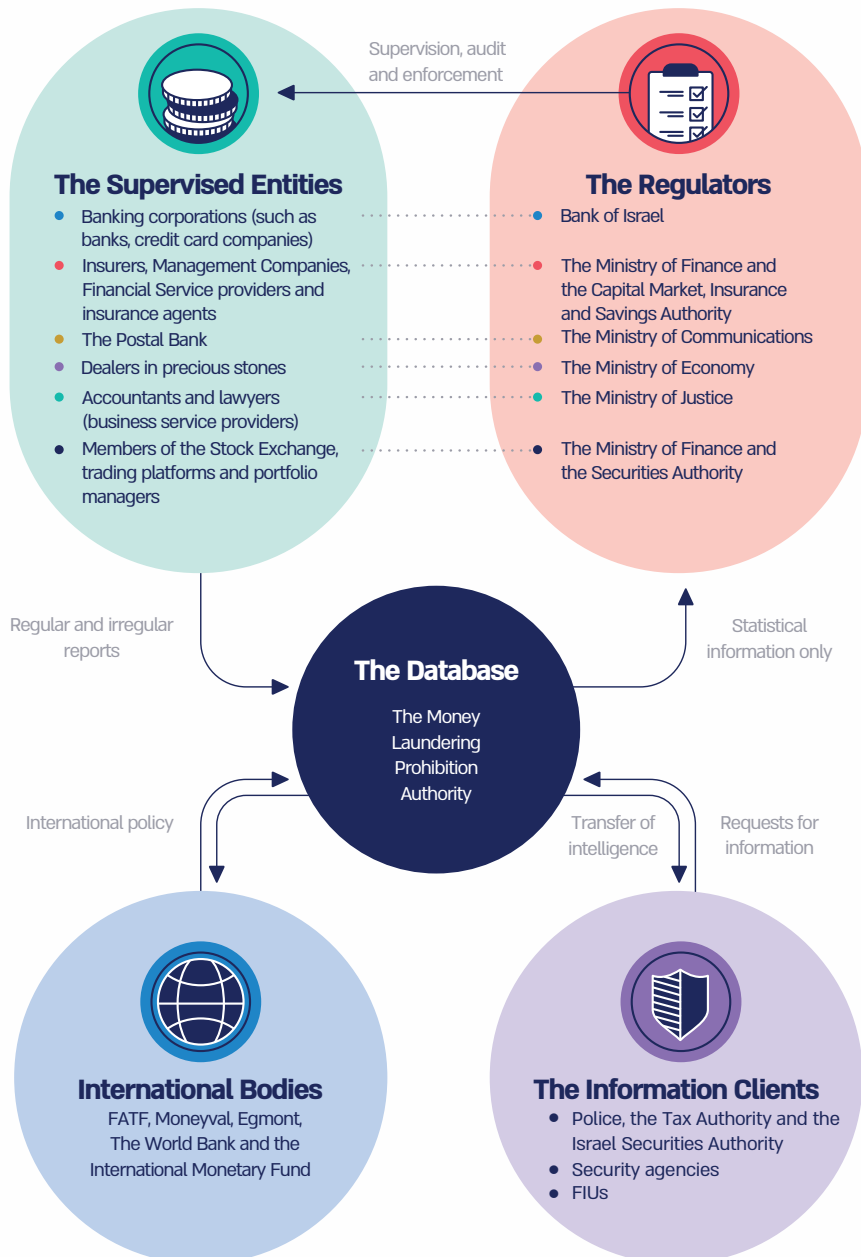 Supervision, audit
and enforcement
The Supervised Entities
Banking corporations (such as
banks, credit card companies)
Insurers, Management Companies,
Financial Service providers and
insurance agents
The Postal Bank
Dealers in precious stones
Accountants and lawyers
(business service providers)
Members of the Stock Exchange,
trading platforms and portfolio
managers
The Regulators
Bank of Israel
The Ministry of Finance and
the Capital Market, Insurance
and Savings Authority
The Ministry of Communications
The Ministry of Economy
The Ministry of Justice
The Ministry of Finance and
the Securities Authority
Regular and irregular
reports
The Database
The Money
Laundering
Prohibition
Authority
Statistical
information only
International policy
Transfer of
intelligence
Requests for
information
International Bodies
FATF, Moneyval, Egmont,
The World Bank and the
International Monetary Fund
The Information Clients
Police, the Tax Authority and the
Israel Securities Authority
Security agencies
FIUs